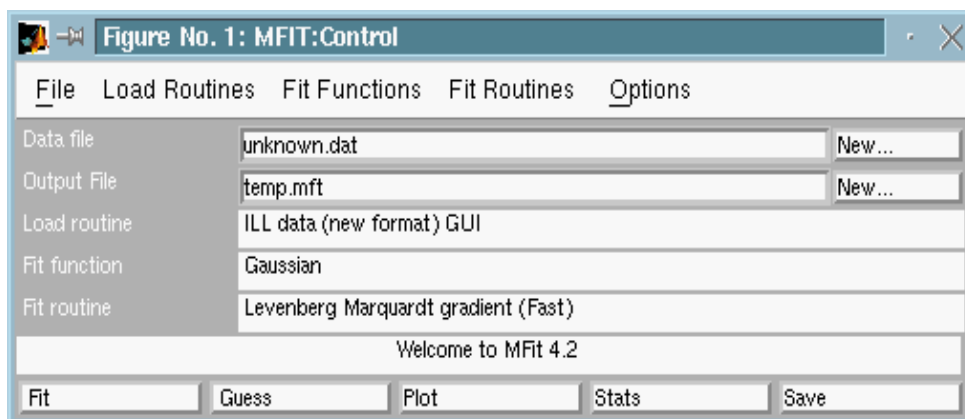 Figure No. 1: MFIT:Control
File Load Routines Fit Functions Fit Routines Options
Data file unknown.dat New...
Output File temp.mft New...
Load routine ILL data (new format) GUI
Fit function Gaussian
Fit routine Levenberg Marquardt gradient (Fast)
Welcome to MFit 4.2
Fit Guess Plot Stats Save